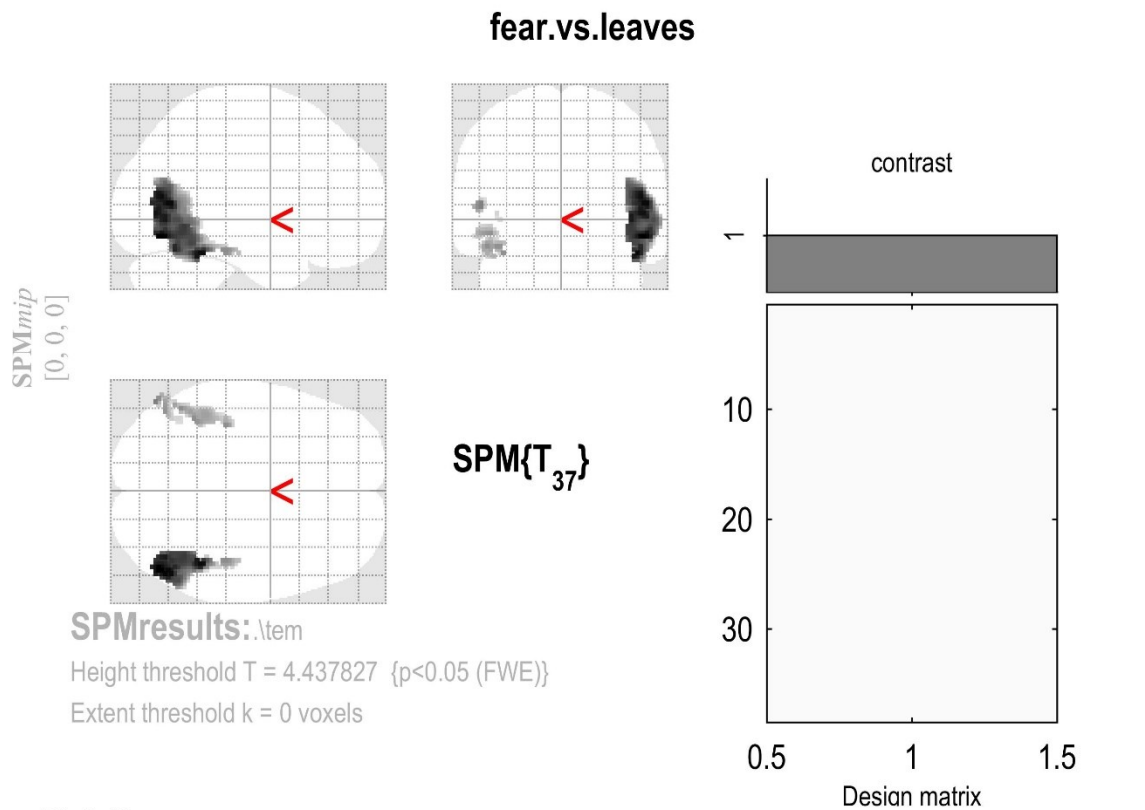 fear.vs.leaves
contrast
1
<
<
SPMmip
[0, 0, 0]
<
SPM{T37}
10
20
30
SPMresults:.\tem
Height threshold T = 4.437827 {p<0.05 (FWE)}
Extent threshold k = 0 voxels
0.5 1 1.5
Design matrix